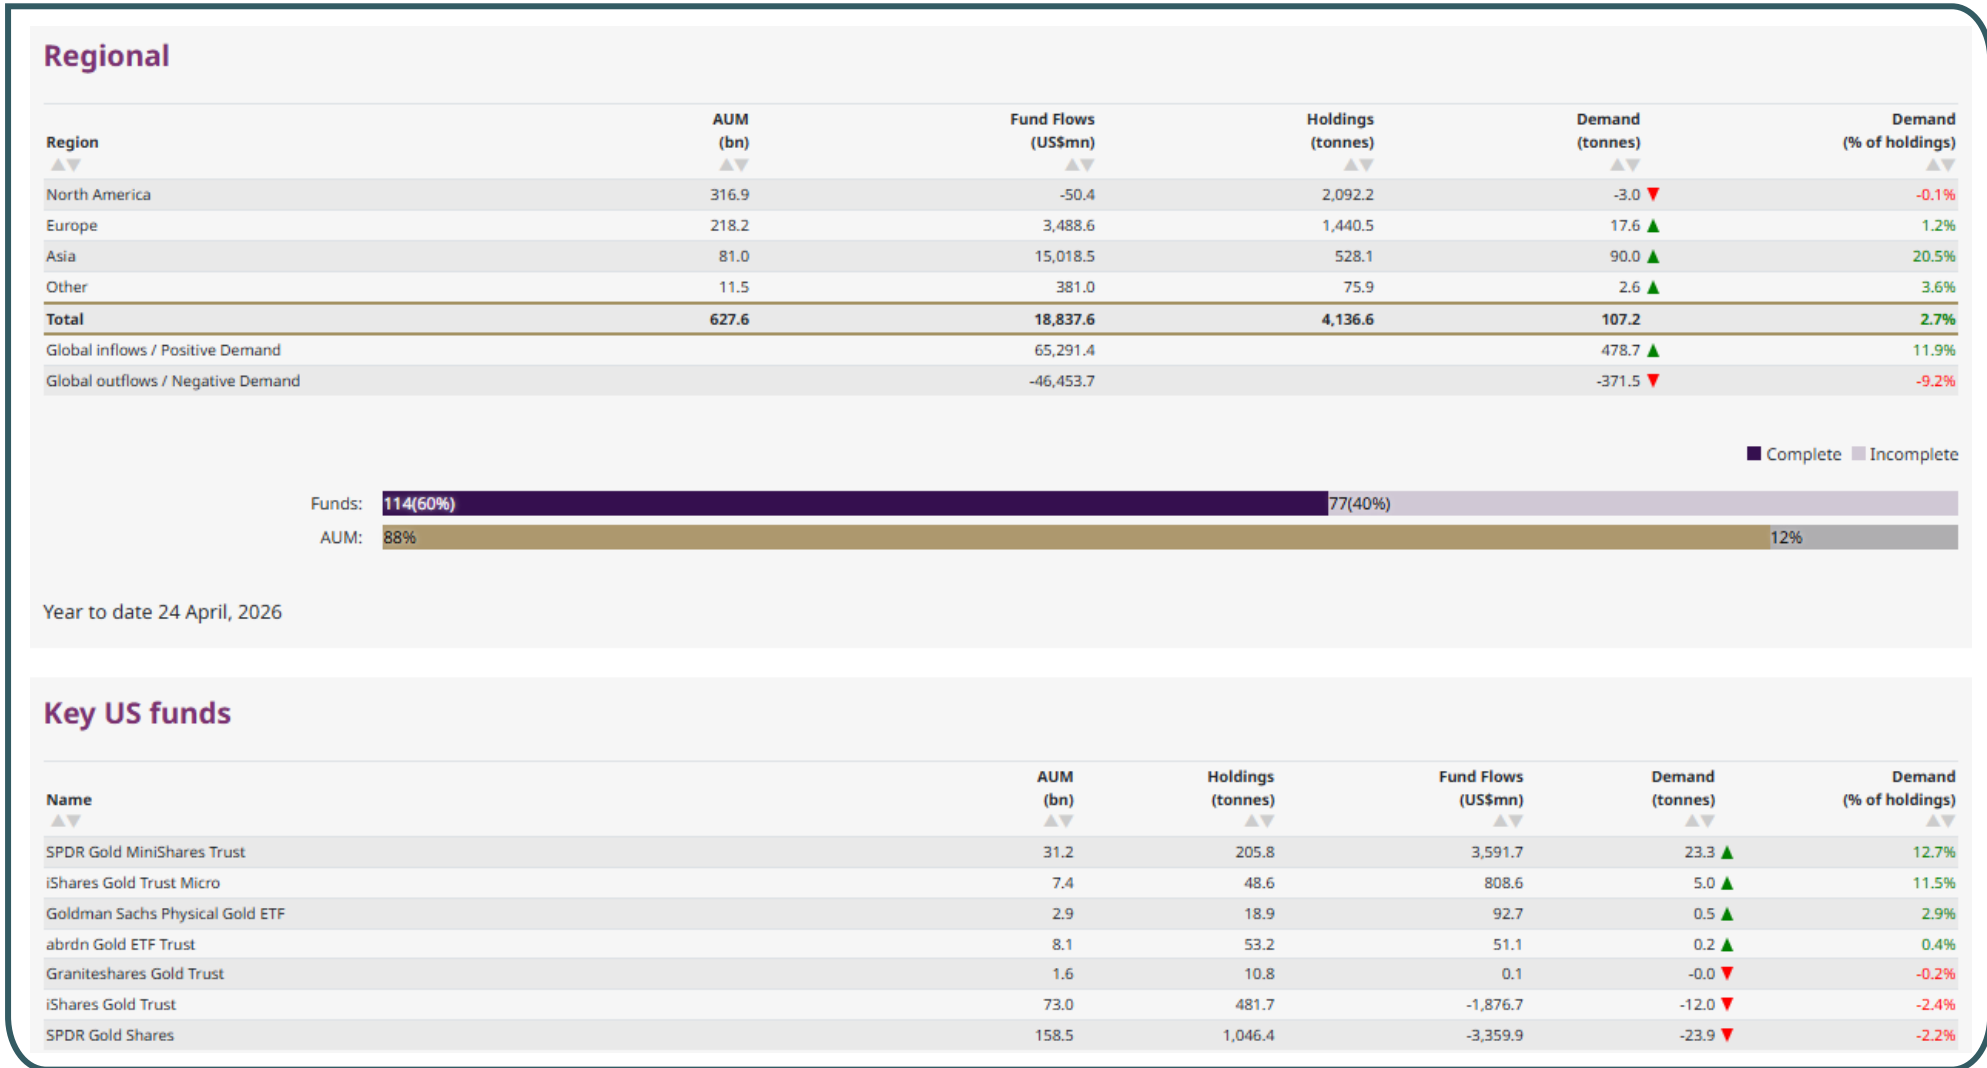 Regional
AUM Fund Flows Holdings Demand Demand
Region (bn) (US$mn) (tonnes) (tonnes) (% of holdings)
North America 316.9 -50.4 2,092.2 -3.0 ▼ -0.1%
Europe 218.2 3,488.6 1,440.5 17.6 ▲ 1.2%
Asia 81.0 15,018.5 528.1 90.0 ▲ 20.5%
Other 11.5 381.0 75.9 2.6 ▲ 3.6%
Total 627.6 18,837.6 4,136.6 107.2 2.7%
Global inflows / Positive Demand 65,291.4 478.7 ▲ 11.9%
Global outflows / Negative Demand -46,453.7 -371.5 ▼ -9.2%
Complete Incomplete
Funds: 114(60%) 77(40%)
AUM: 88% 12%
Year to date 24 April, 2026
Key US funds
AUM Holdings Fund Flows Demand Demand
Name (bn) (tonnes) (US$mn) (tonnes) (% of holdings)
SPDR Gold MiniShares Trust 31.2 205.8 3,591.7 23.3 ▲ 12.7%
iShares Gold Trust Micro 7.4 48.6 808.6 5.0 ▲ 11.5%
Goldman Sachs Physical Gold ETF 2.9 18.9 92.7 0.5 ▲ 2.9%
abrdn Gold ETF Trust 8.1 53.2 51.1 0.2 ▲ 0.4%
Graniteshares Gold Trust 1.6 10.8 0.1 -0.0 ▼ -0.2%
iShares Gold Trust 73.0 481.7 -1,876.7 -12.0 ▼ -2.4%
SPDR Gold Shares 158.5 1,046.4 -3,359.9 -23.9 ▼ -2.2%